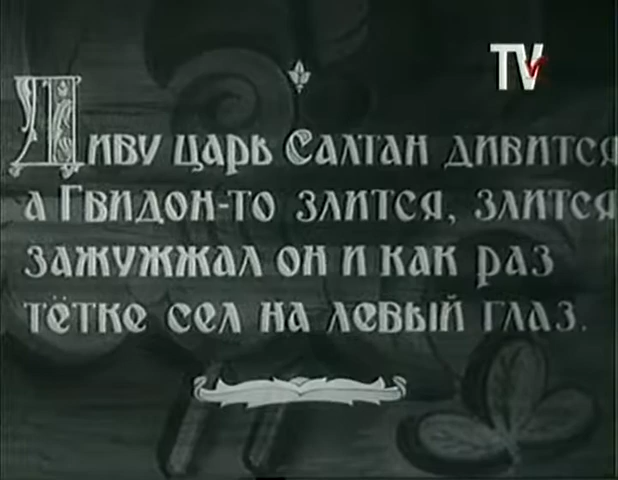 TV
Диву царь Салтан дивится
а Гвидон-то злится, злится
зажужжал он и как раз
тётке сел на левый глаз.